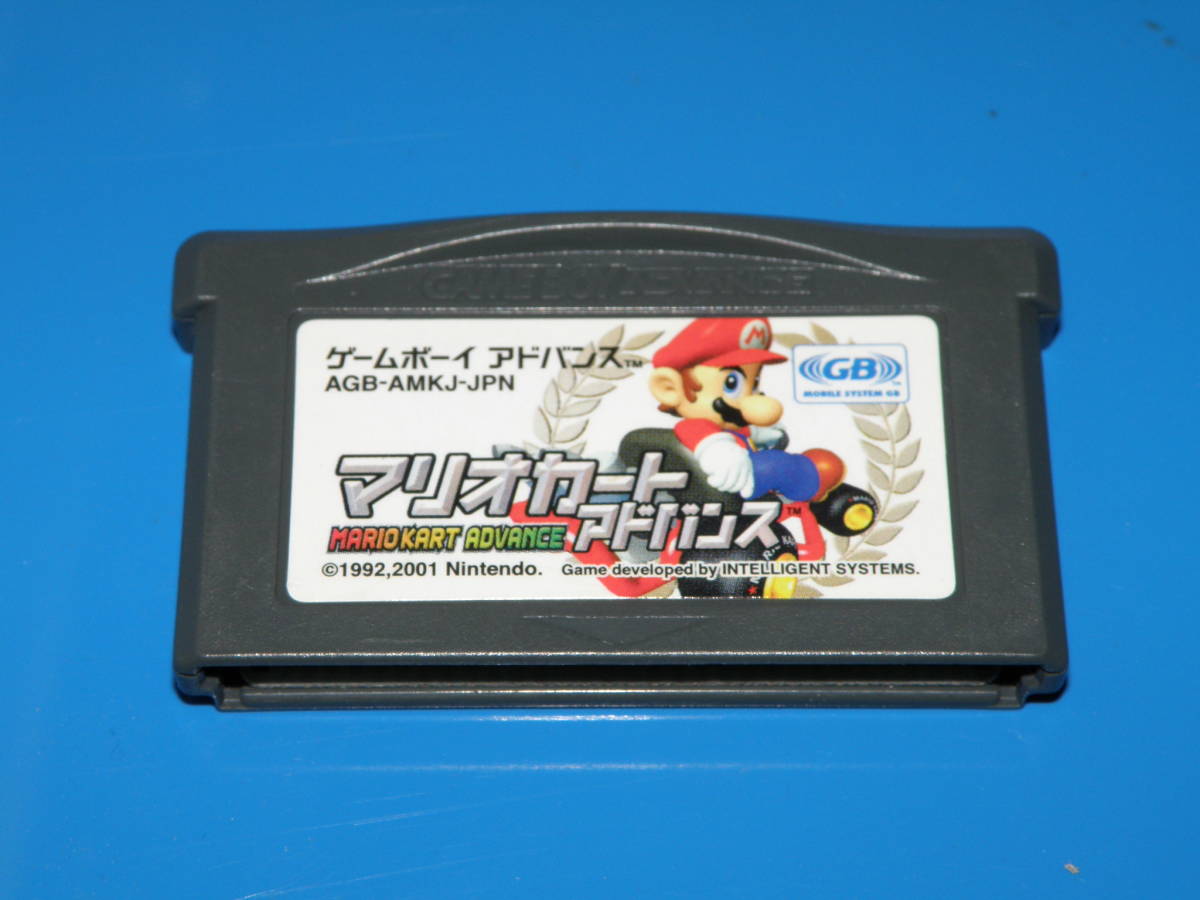 GAME BOY ADVANCE
ゲームボーイ アドバンス™
AGB-AMKJ-JPN
GB™
MOBILE SYSTEM GB
M
マリオカート
アドバンス™
MARIO KART ADVANCE
©1992,2001 Nintendo. Game developed by INTELLIGENT SYSTEMS.